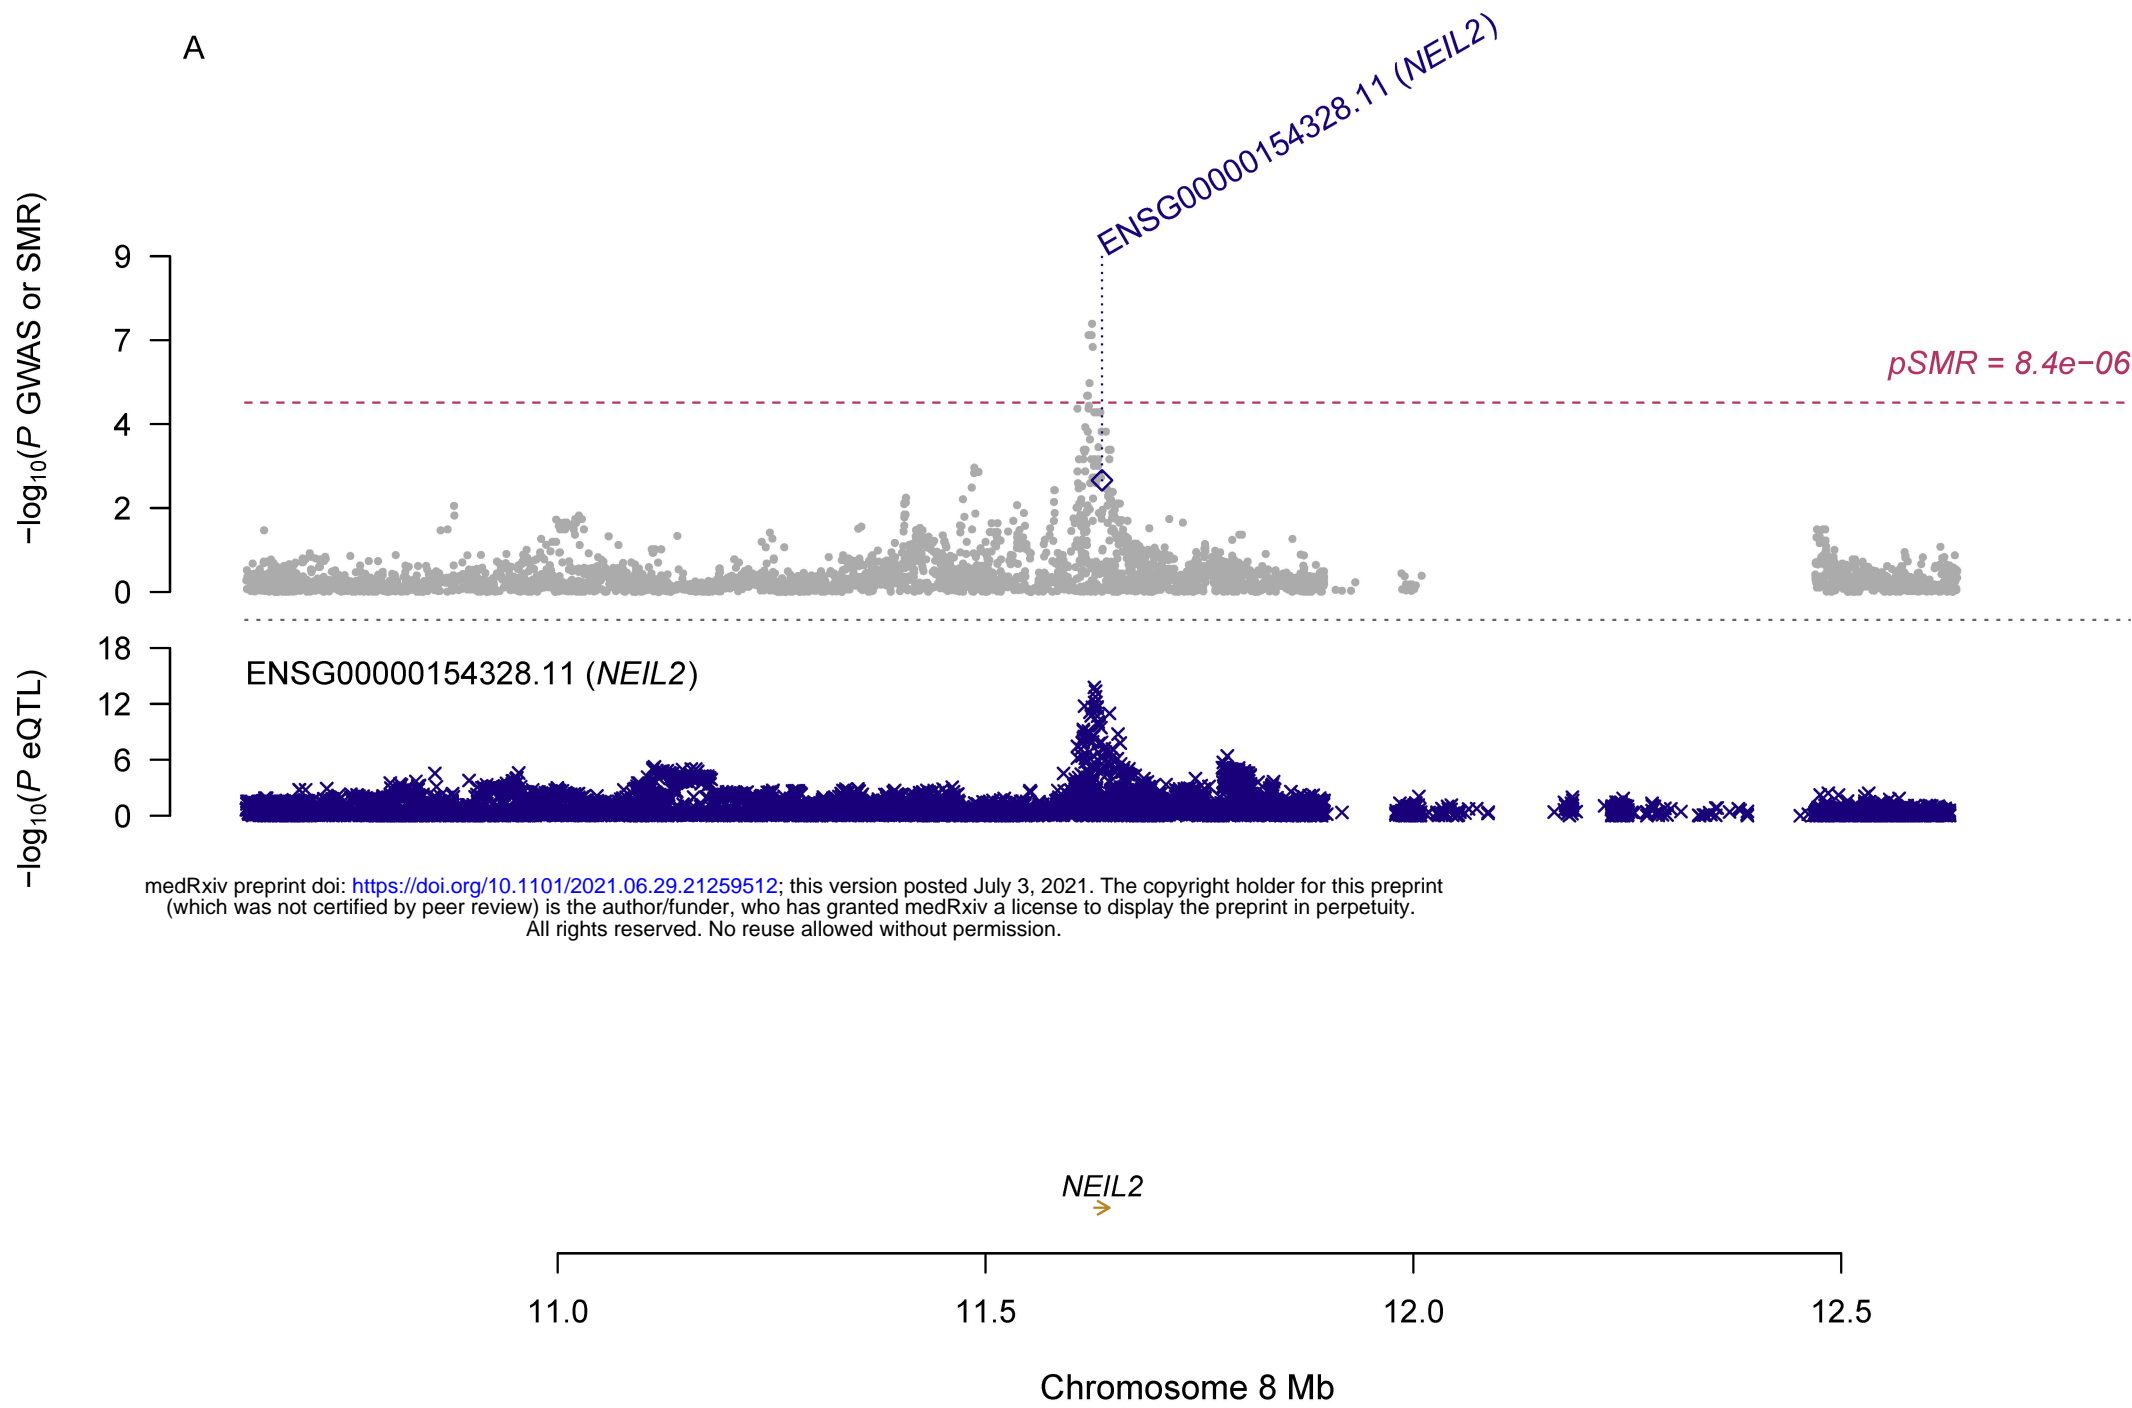 A
ENSG00000154328.11 (NEIL2)
−log10(P GWAS or SMR)
9
7
4
2
0
pSMR = 8.4e−06
−log10(P eQTL)
18
12
6
0
ENSG00000154328.11 (NEIL2)
medRxiv preprint doi: https://doi.org/10.1101/2021.06.29.21259512; this version posted July 3, 2021. The copyright holder for this preprint
(which was not certified by peer review) is the author/funder, who has granted medRxiv a license to display the preprint in perpetuity.
All rights reserved. No reuse allowed without permission.
NEIL2
11.0 11.5 12.0 12.5
Chromosome 8 Mb